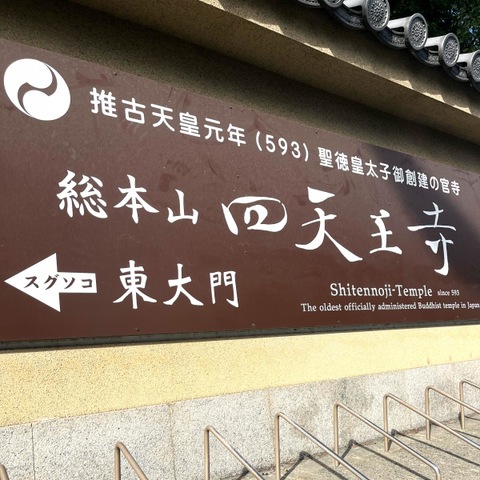 推古天皇元年(593)聖徳皇太子御創建の官寺
総本山 四天王寺
スグソコ 東大門
Shitennoji-Temple since 593
The oldest officially administered Buddhist temple in Japan